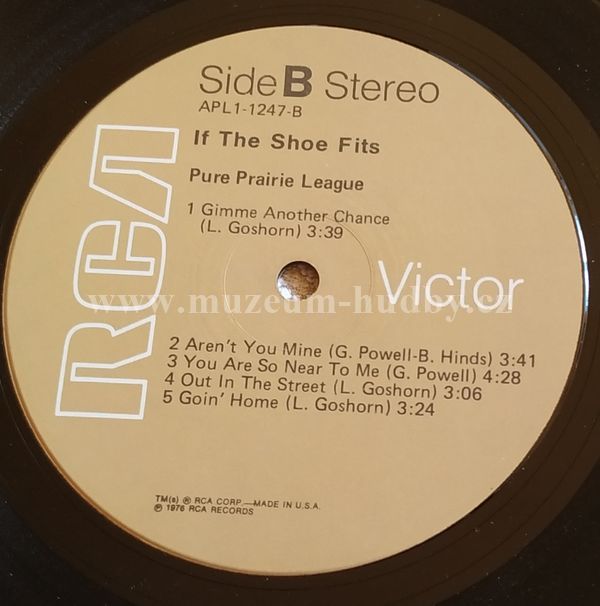 Side B Stereo
APL1-1247-B
If The Shoe Fits
Pure Prairie League
1 Gimme Another Chance
(L. Goshorn) 3:39
RCA
Victor
www.muzeum-hudby.cz
2 Aren't You Mine (G. Powell-B. Hinds) 3:41
3 You Are So Near To Me (G. Powell) 4:28
4 Out In The Street (L. Goshorn) 3:06
5 Goin' Home (L. Goshorn) 3:24
TM(s) ® RCA CORP.—MADE IN U.S.A.
℗ 1976 RCA RECORDS